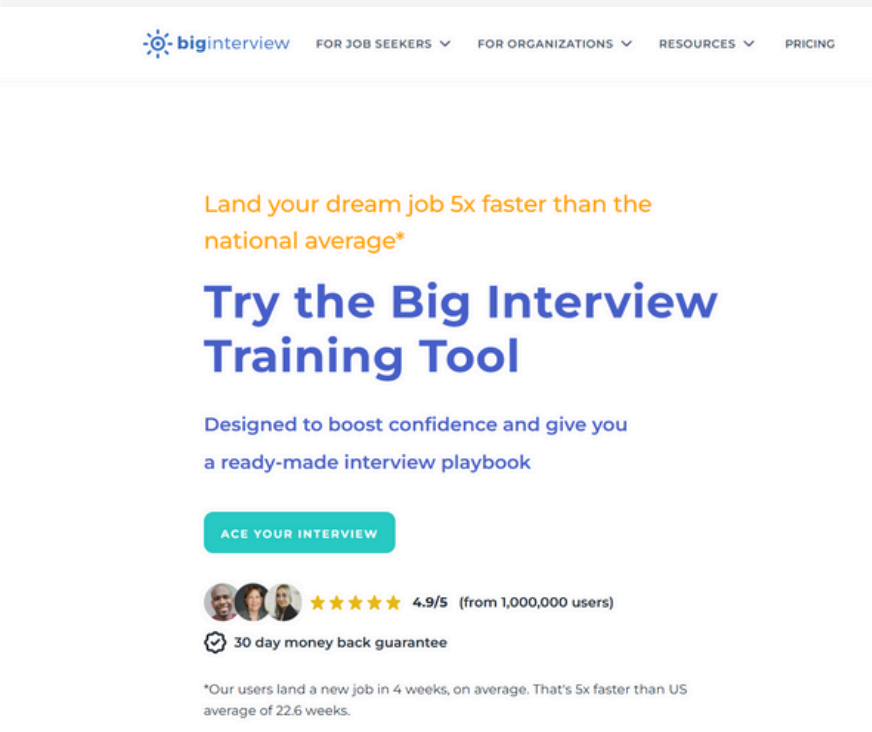 biginterview FOR JOB SEEKERS FOR ORGANIZATIONS RESOURCES PRICING
Land your dream job 5x faster than the
national average*
Try the Big Interview
Training Tool
Designed to boost confidence and give you
a ready-made interview playbook
ACE YOUR INTERVIEW
4.9/5 (from 1,000,000 users)
30 day money back guarantee
*Our users land a new job in 4 weeks, on average. That's 5x faster than US
average of 22.6 weeks.